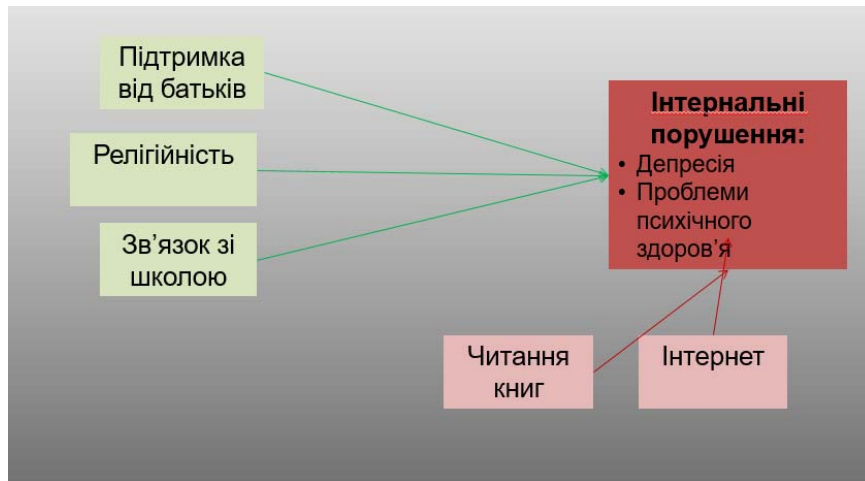 Підтримка
від батьків
Релігійність
Зв’язок зі
школою
Інтернальні
порушення:
• Депресія
• Проблеми
психічного
здоров’я
Читання
книг
Інтернет